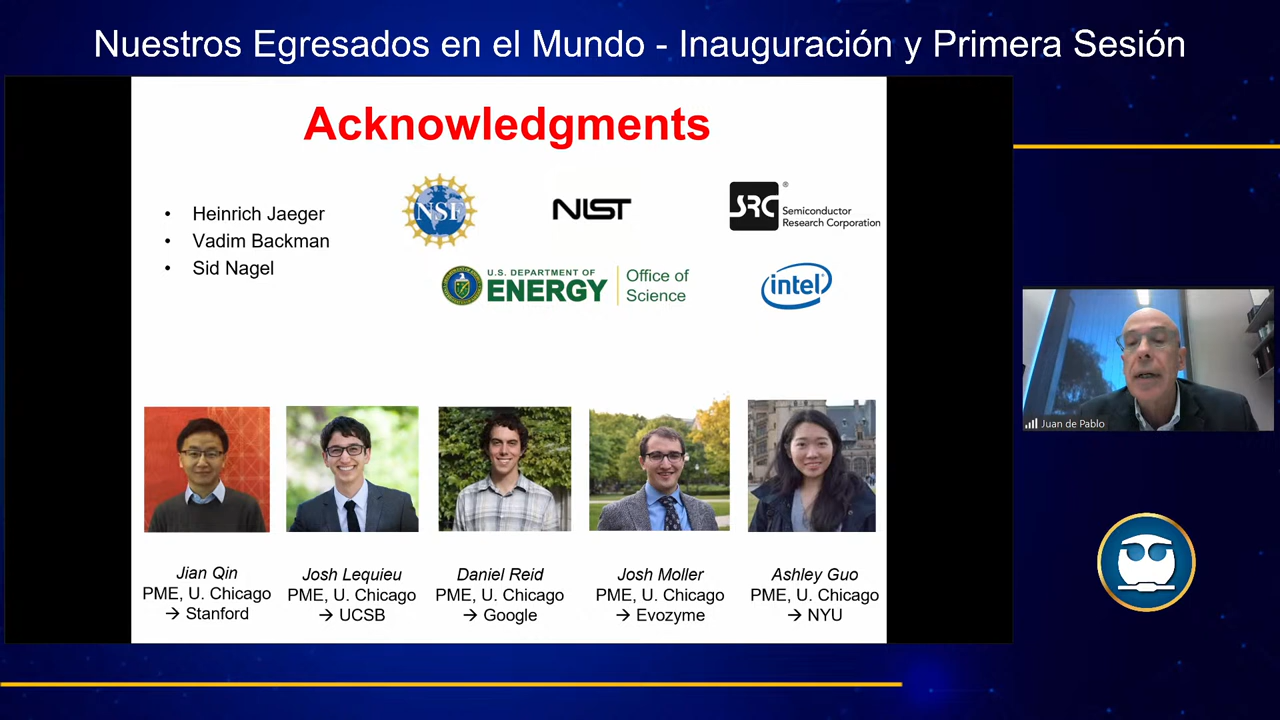 Nuestros Egresados en el Mundo - Inauguración y Primera Sesión
Acknowledgments
• Heinrich Jaeger
• Vadim Backman
• Sid Nagel
NSF
NIST
SRC®
Semiconductor
Research Corporation
U.S. DEPARTMENT OF
ENERGY
Office of
Science
intel
Juan de Pablo
Jian Qin
PME, U. Chicago
→ Stanford
Josh Lequieu
PME, U. Chicago
→ UCSB
Daniel Reid
PME, U. Chicago
→ Google
Josh Moller
PME, U. Chicago
→ Evozyme
Ashley Guo
PME, U. Chicago
→ NYU